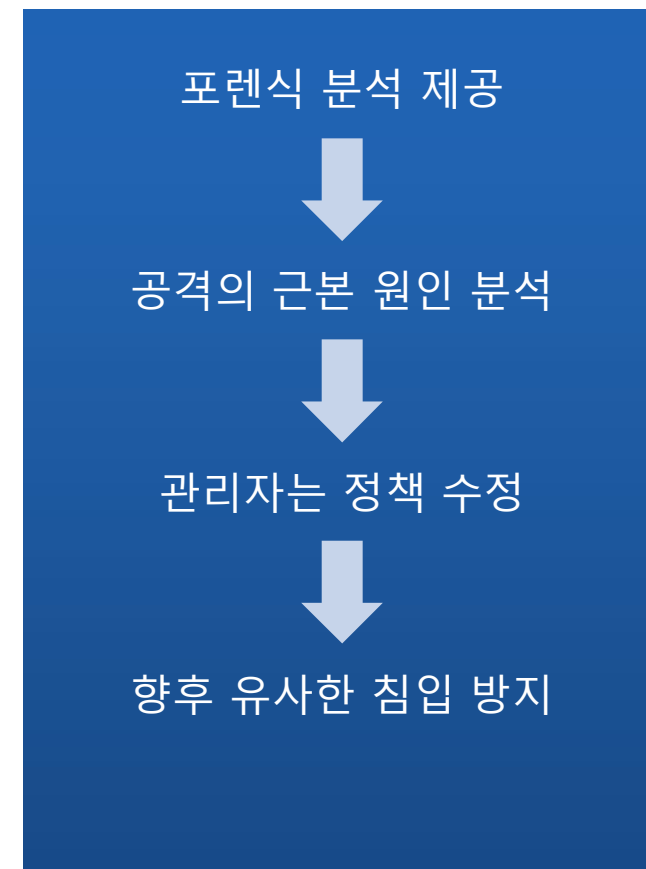 포렌식 분석 제공
공격의 근본 원인 분석
관리자는 정책 수정
향후 유사한 침입 방지